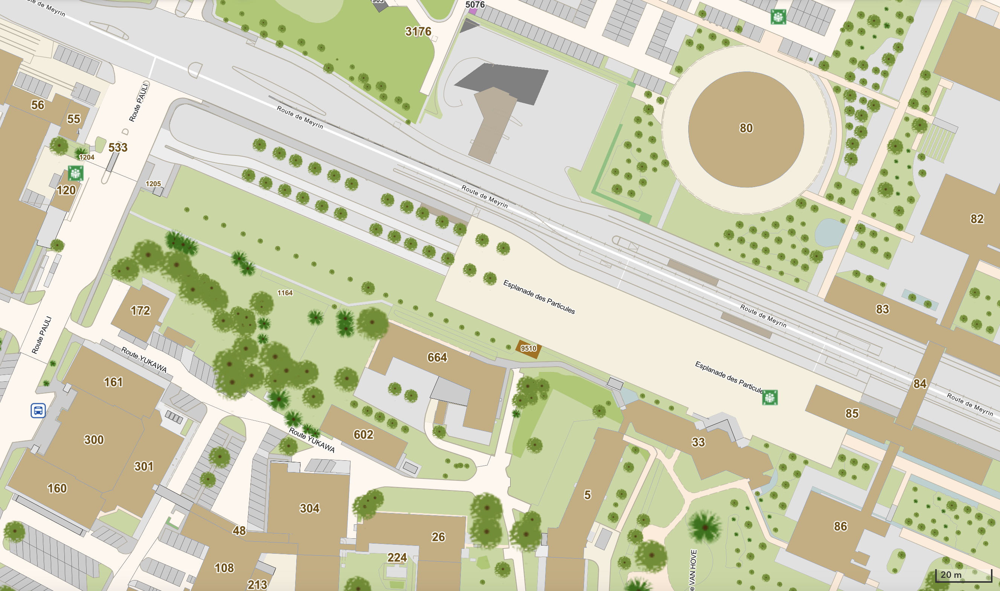 Route de Meyrin
903
5076
3176
56
55
Route PAULI
Route de Meyrin
80
533
1204
120
1205
Route de Meyrin
82
1164
172
Esplanade des Particules
83
Route de Meyrin
Route PAULI
Route YUKAWA
664
9510
Esplanade des Particule
84
161
Route de Meyrin
85
300
602
Route YUKAWA
33
301
160
5
304
48
26
86
224
108
213
e VAN HOVE
20 m